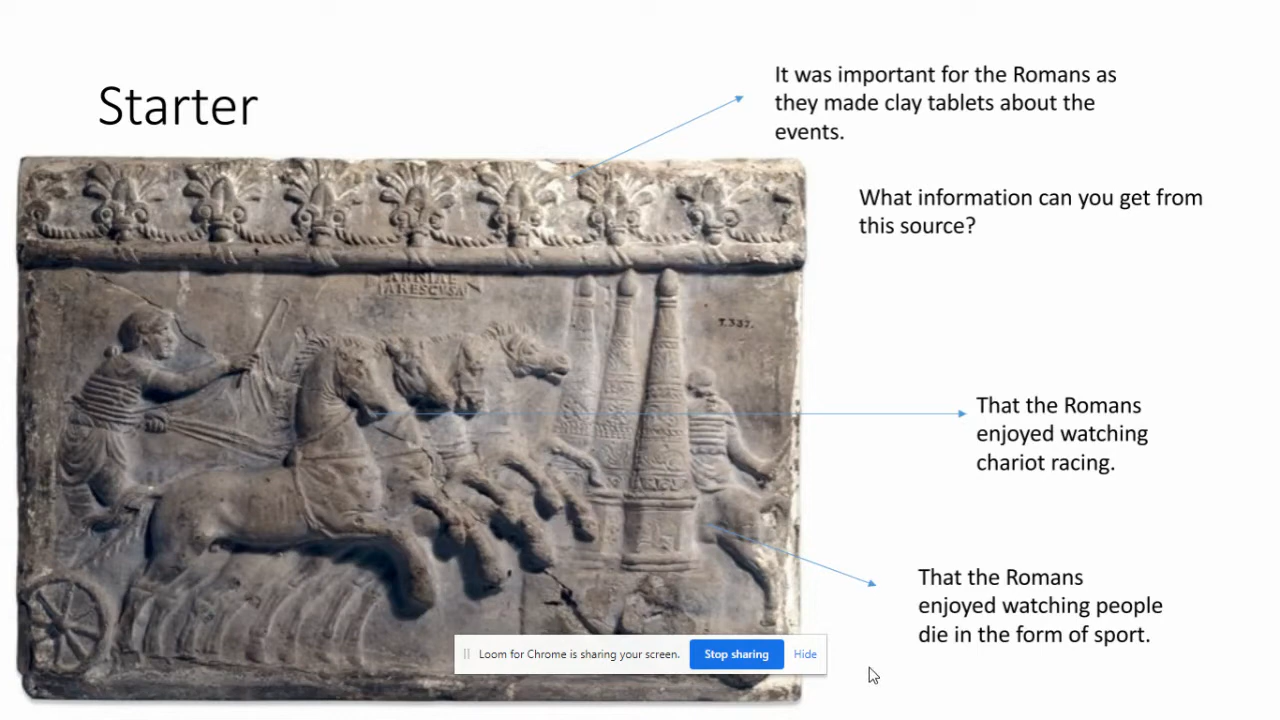 It was important for the Romans as
they made clay tablets about the
events.
Starter
What information can you get from
this source?
T.337.
That the Romans
enjoyed watching
chariot racing.
That the Romans
enjoyed watching people
die in the form of sport.
Loom for Chrome is sharing your screen.
Stop sharing
Hide